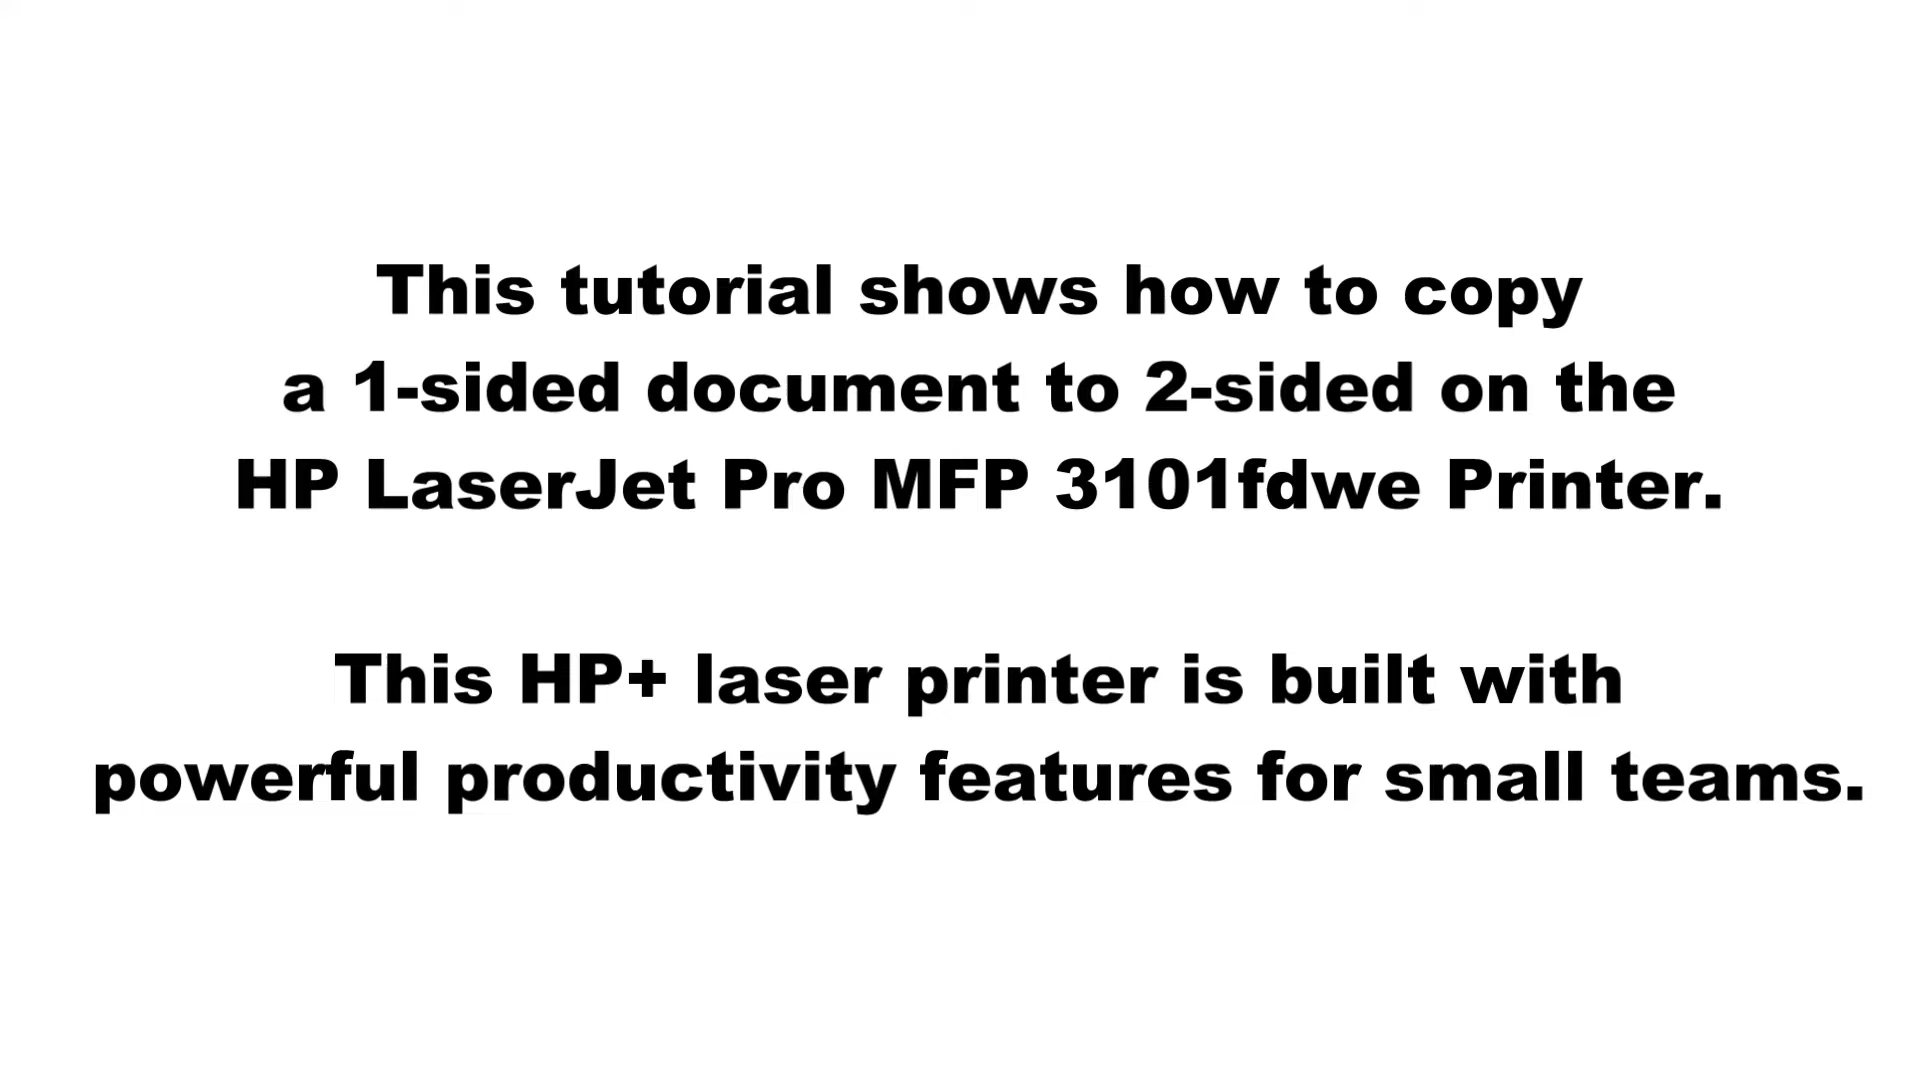 This tutorial shows how to copy
a 1-sided document to 2-sided on the
HP LaserJet Pro MFP 3101fdwe Printer.
This HP+ laser printer is built with
powerful productivity features for small teams.